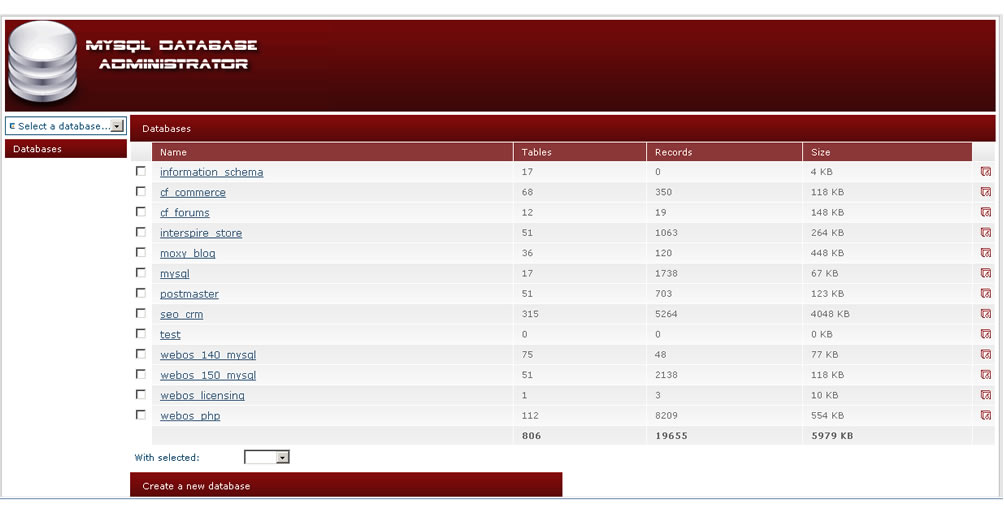 MYSQL DATABASE
ADMINISTRATOR
Select a database...
Databases
Databases
Name Tables Records Size
information_schema 17 0 4 KB
cf_commerce 68 350 118 KB
cf_forums 12 19 148 KB
interspire_store 51 1063 264 KB
moxy_blog 36 120 448 KB
mysql 17 1738 67 KB
postmaster 51 703 123 KB
seo_crm 315 5264 4048 KB
test 0 0 0 KB
webos_140_mysql 75 48 77 KB
webos_150_mysql 51 2138 118 KB
webos_licensing 1 3 10 KB
webos_php 112 8209 554 KB
806 19655 5979 KB
With selected:
Create a new database